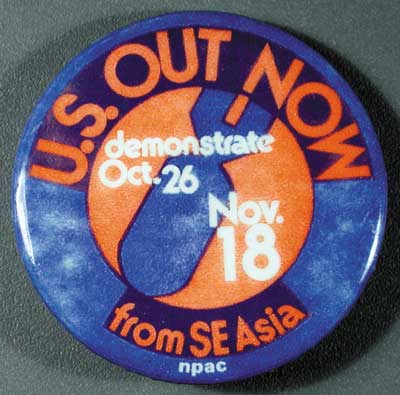 U.S. OUT NOW
demonstrate
Oct. 26
Nov.
18
from SE Asia
npac